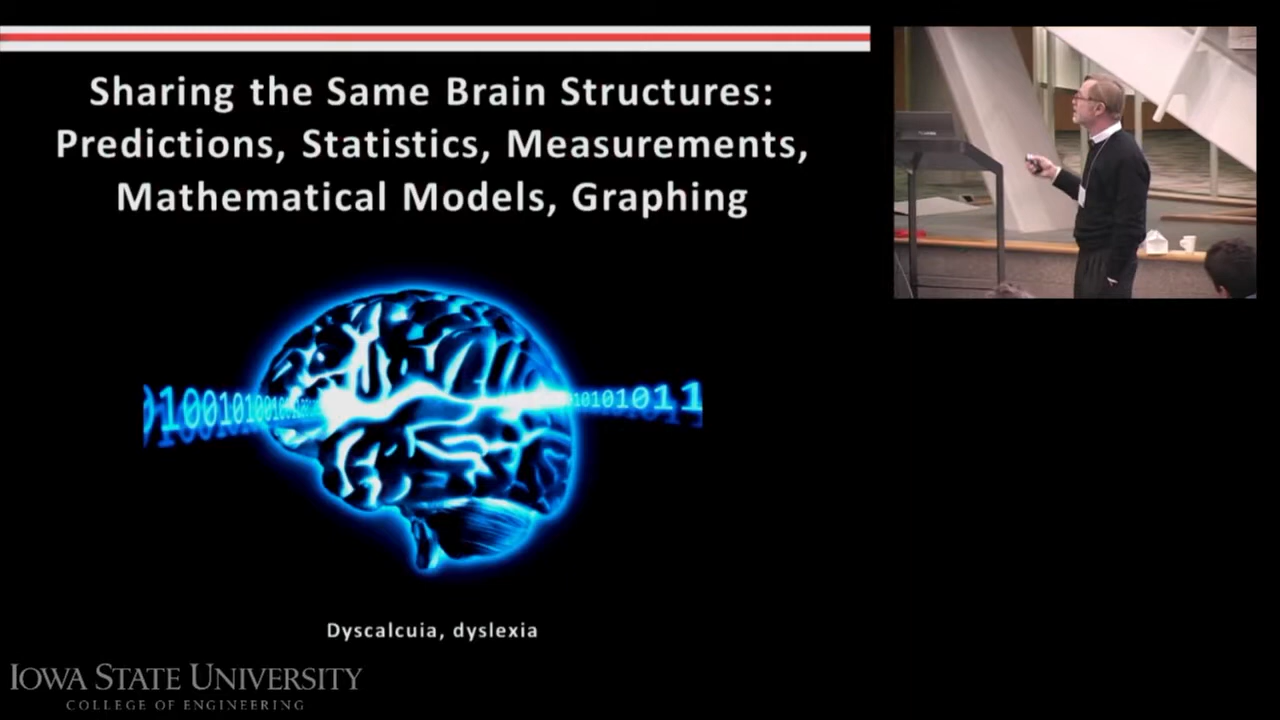 Sharing the Same Brain Structures:
Predictions, Statistics, Measurements,
Mathematical Models, Graphing
Dyscalcuia, dyslexia
IOWA STATE UNIVERSITY
COLLEGE OF ENGINEERING